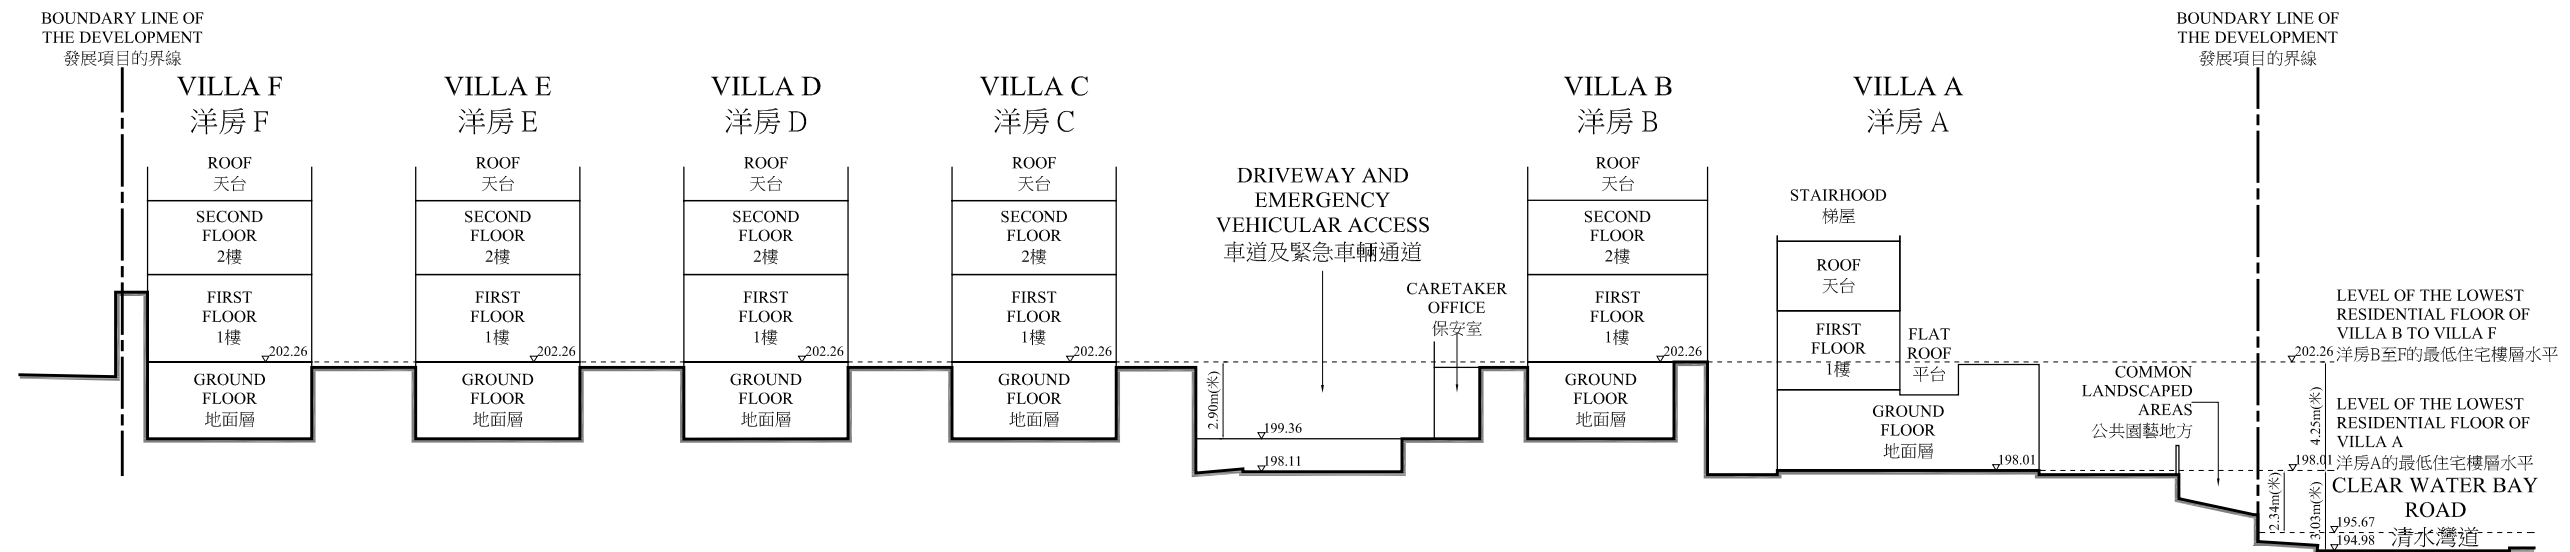 BOUNDARY LINE OF
THE DEVELOPMENT
發展項目的界線
VILLA F
洋房 F
ROOF
天台
SECOND
FLOOR
2樓
FIRST
FLOOR
1樓
202.26
GROUND
FLOOR
地面層
VILLA E
洋房 E
ROOF
天台
SECOND
FLOOR
2樓
FIRST
FLOOR
1樓
202.26
GROUND
FLOOR
地面層
VILLA D
洋房 D
ROOF
天台
SECOND
FLOOR
2樓
FIRST
FLOOR
1樓
202.26
GROUND
FLOOR
地面層
VILLA C
洋房 C
ROOF
天台
SECOND
FLOOR
2樓
FIRST
FLOOR
1樓
202.26
GROUND
FLOOR
地面層
DRIVEWAY AND
EMERGENCY
VEHICULAR ACCESS
車道及緊急車輛通道
2.90m(米)
199.36
198.11
CARETAKER
OFFICE
保安室
VILLA B
洋房 B
ROOF
天台
SECOND
FLOOR
2樓
FIRST
FLOOR
1樓
202.26
GROUND
FLOOR
地面層
VILLA A
洋房 A
STAIRHOOD
梯屋
ROOF
天台
FIRST
FLOOR
1樓
FLAT
ROOF
平台
GROUND
FLOOR
地面層
198.01
COMMON
LANDSCAPED
AREAS
公共園藝地方
BOUNDARY LINE OF
THE DEVELOPMENT
發展項目的界線
LEVEL OF THE LOWEST
RESIDENTIAL FLOOR OF
VILLA B TO VILLA F
202.26 洋房B至F的最低住宅樓層水平
4.25m(米)
LEVEL OF THE LOWEST
RESIDENTIAL FLOOR OF
VILLA A
198.01 洋房A的最低住宅樓層水平
2.34m(米)
3.03m(米)
CLEAR WATER BAY
ROAD
清水灣道
195.67
194.98